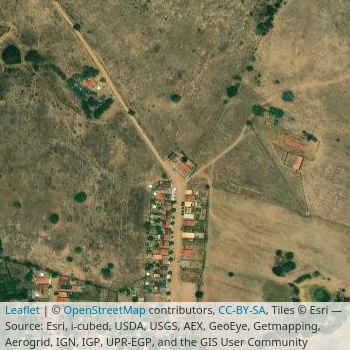 Leaflet | © OpenStreetMap contributors, CC-BY-SA, Tiles © Esri —
Source: Esri, i-cubed, USDA, USGS, AEX, GeoEye, Getmapping,
Aerogrid, IGN, IGP, UPR-EGP, and the GIS User Community